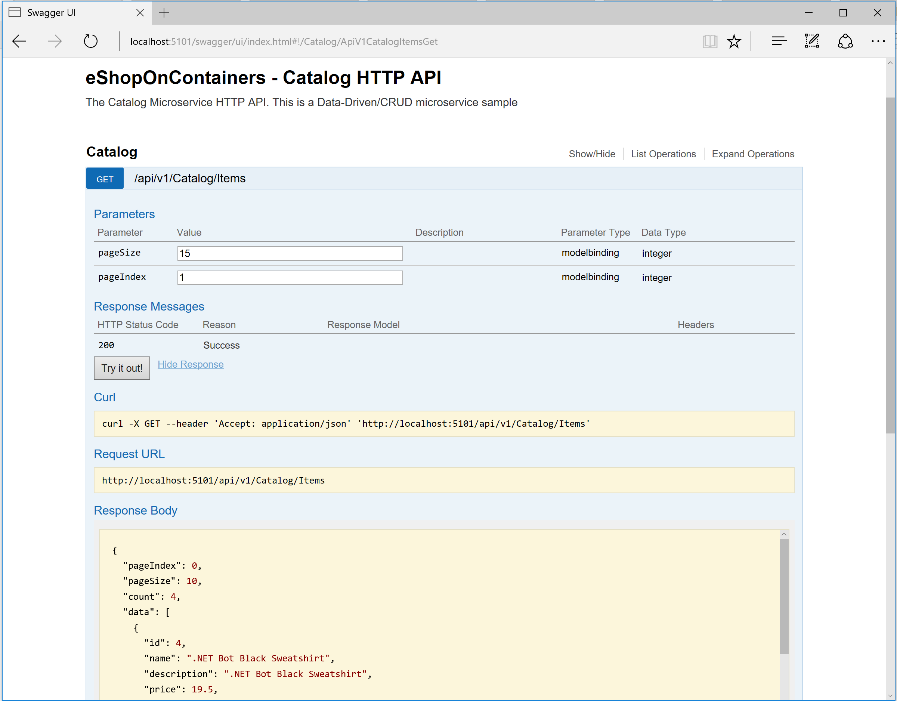 Swagger UI
localhost:5101/swagger/ui/index.html#!/Catalog/ApiV1CatalogItemsGet
eShopOnContainers - Catalog HTTP API
The Catalog Microservice HTTP API. This is a Data-Driven/CRUD microservice sample
Catalog Show/Hide List Operations Expand Operations
GET /api/v1/Catalog/Items
Parameters
Parameter Value Description Parameter Type Data Type
pageSize 15 modelbinding integer
pageIndex 1 modelbinding integer
Response Messages
HTTP Status Code Reason Response Model Headers
200 Success
Try it out! Hide Response
Curl
curl -X GET --header 'Accept: application/json' 'http://localhost:5101/api/v1/Catalog/Items'
Request URL
http://localhost:5101/api/v1/Catalog/Items
Response Body
{
"pageIndex": 0,
"pageSize": 10,
"count": 4,
"data": [
{
"id": 4,
"name": ".NET Bot Black Sweatshirt",
"description": ".NET Bot Black Sweatshirt",
"price": 19.5,